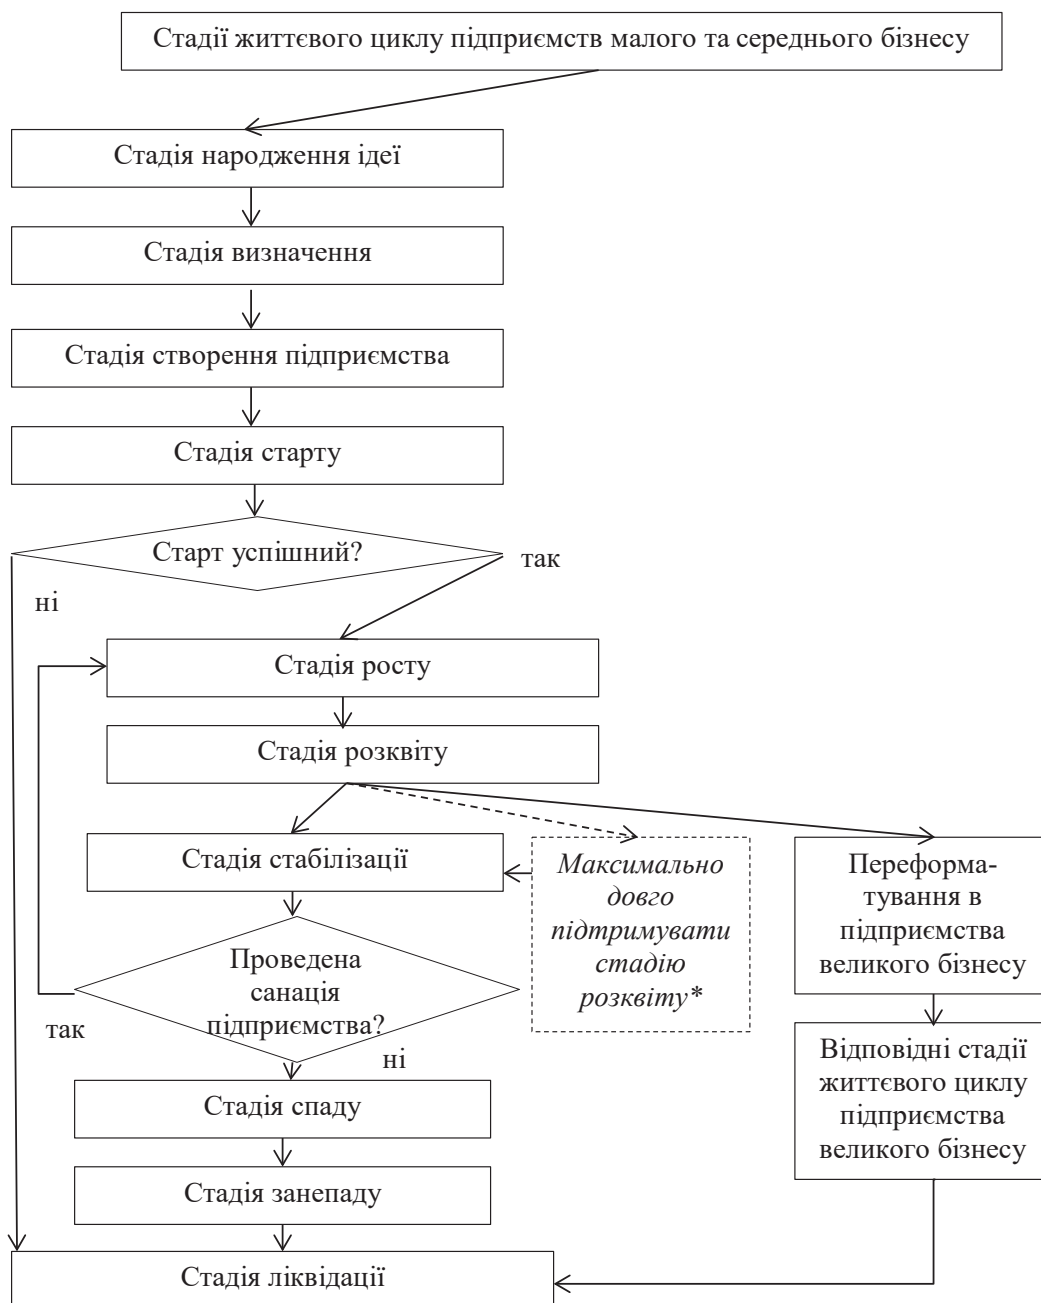 Стадії життєвого циклу підприємств малого та середнього бізнесу
Стадія народження ідеї
Стадія визначення
Стадія створення підприємства
Стадія старту
Старт успішний?
так
ні
Стадія росту
Стадія розквіту
Стадія стабілізації
Максимально
довго
підтримувати
стадію
розквіту*
Переформа-
тування в
підприємства
великого бізнесу
Проведена
санація
підприємства?
так
ні
Відповідні стадії
життєвого циклу
підприємства
великого бізнесу
Стадія спаду
Стадія занепаду
Стадія ліквідації